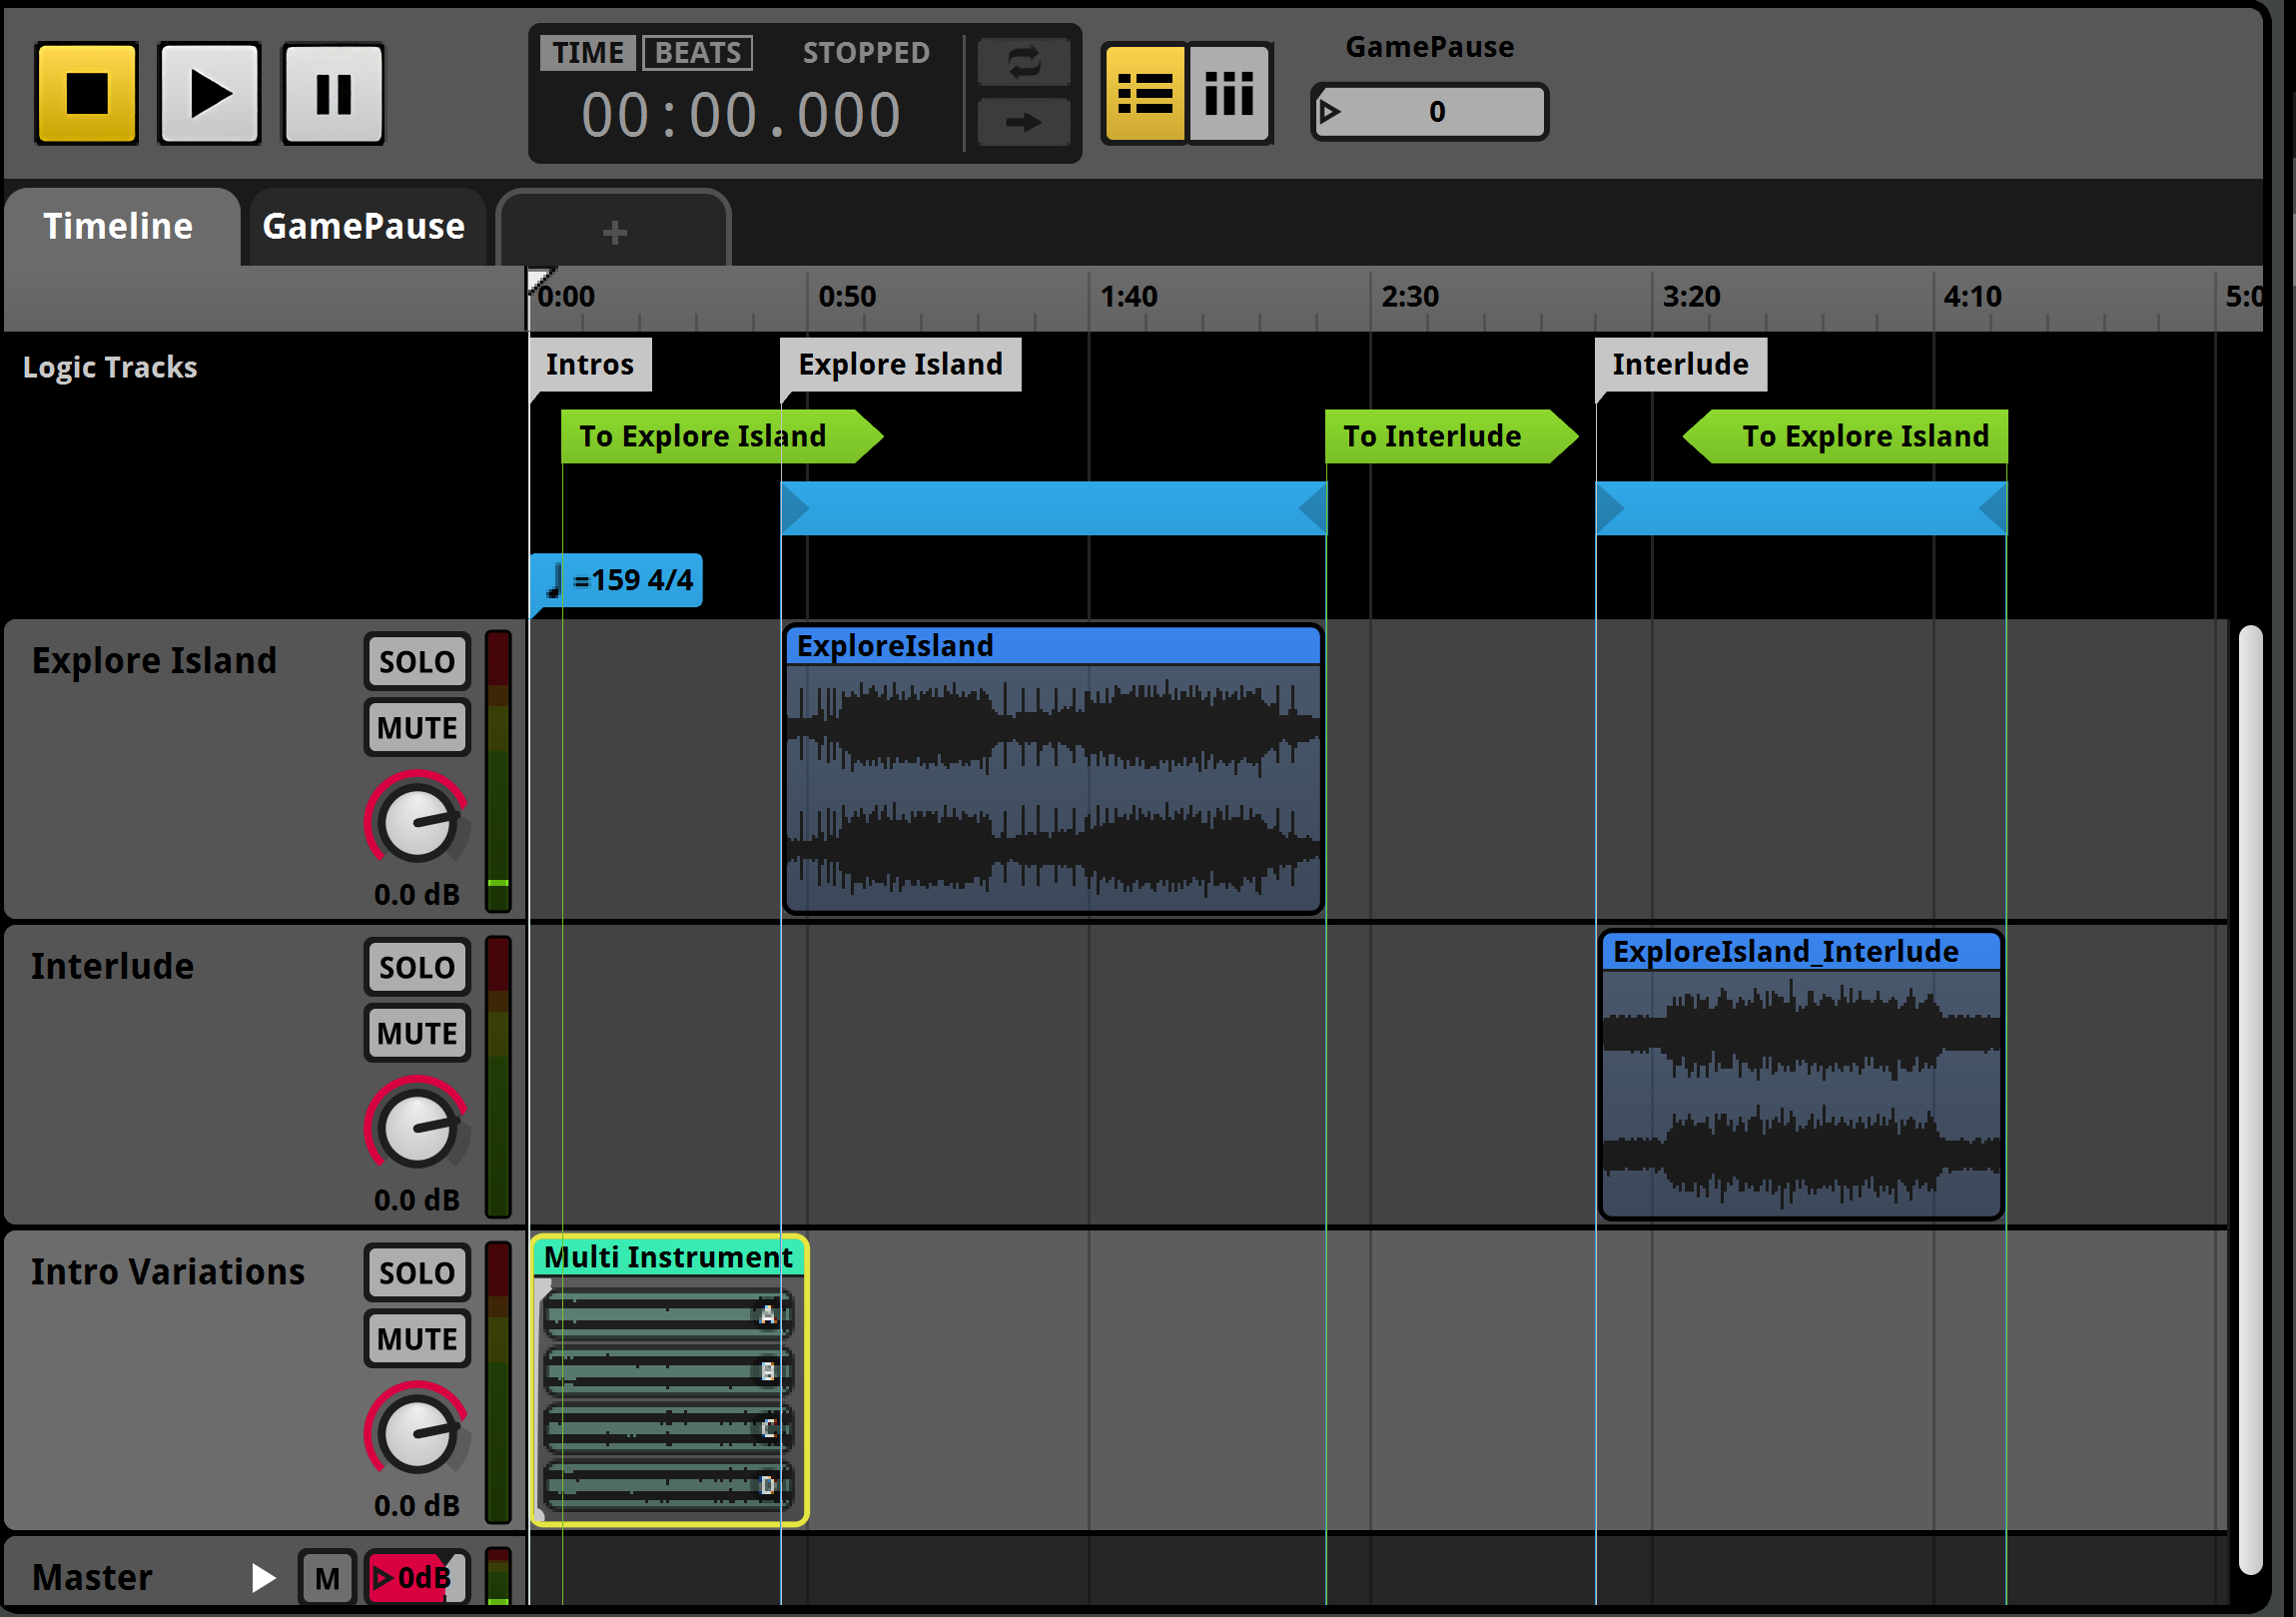 TIME BEATS STOPPED
00:00.000
GamePause
0
Timeline GamePause +
0:00 0:50 1:40 2:30 3:20 4:10 5:0
Logic Tracks
Intros Explore Island Interlude
To Explore Island To Interlude To Explore Island
=159 4/4
Explore Island SOLO
MUTE
0.0 dB
ExploreIsland
Interlude SOLO
MUTE
0.0 dB
ExploreIsland_Interlude
Intro Variations SOLO
MUTE
0.0 dB
Multi Instrument
A
B
C
D
Master M 0dB